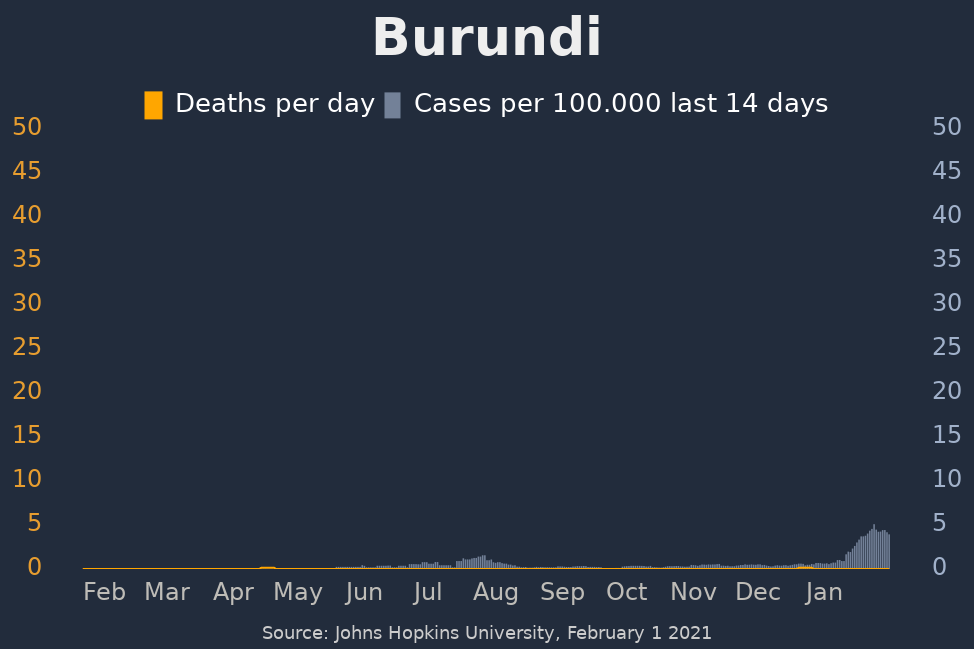 Burundi
Deaths per day Cases per 100.000 last 14 days
50 50
45 45
40 40
35 35
30 30
25 25
20 20
15 15
10 10
5 5
0 0
Feb Mar Apr May Jun Jul Aug Sep Oct Nov Dec Jan
Source: Johns Hopkins University, February 1 2021